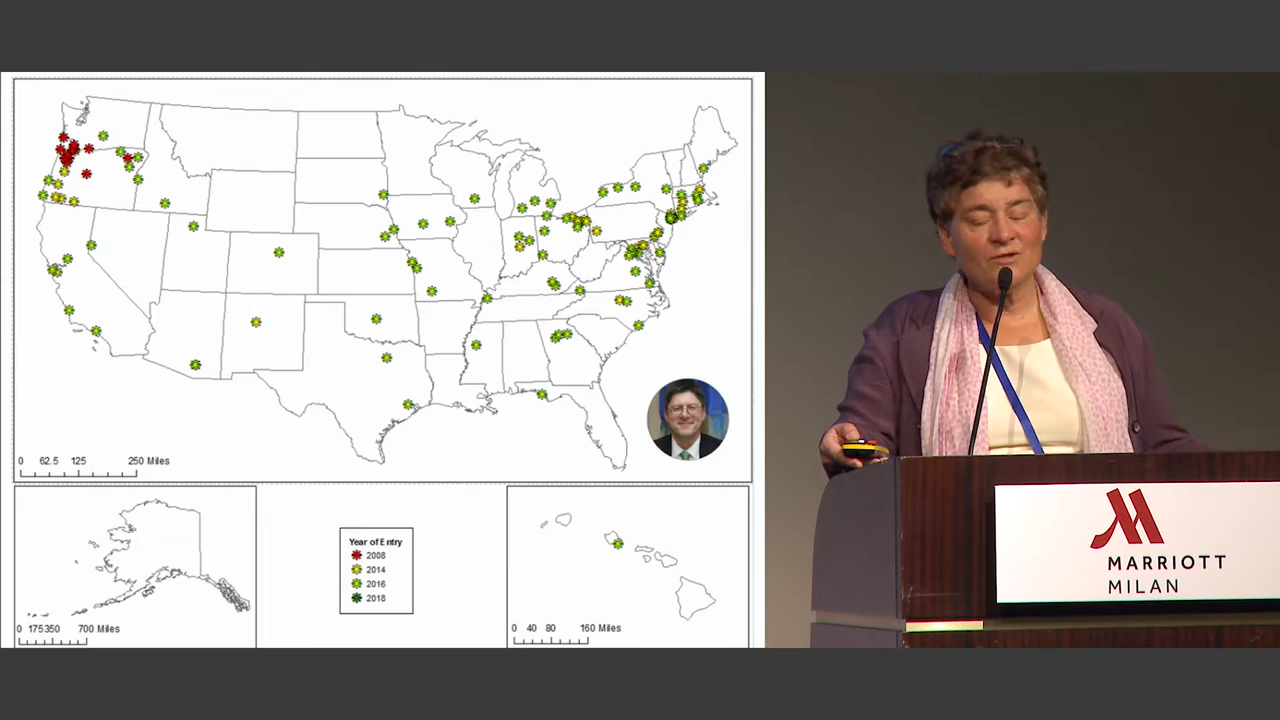 0 62.5 125 250 Miles
Year of Entry
2008
2014
2016
2018
0 175350 700 Miles
0 40 80 160 Miles
MARRIOTT
MILAN